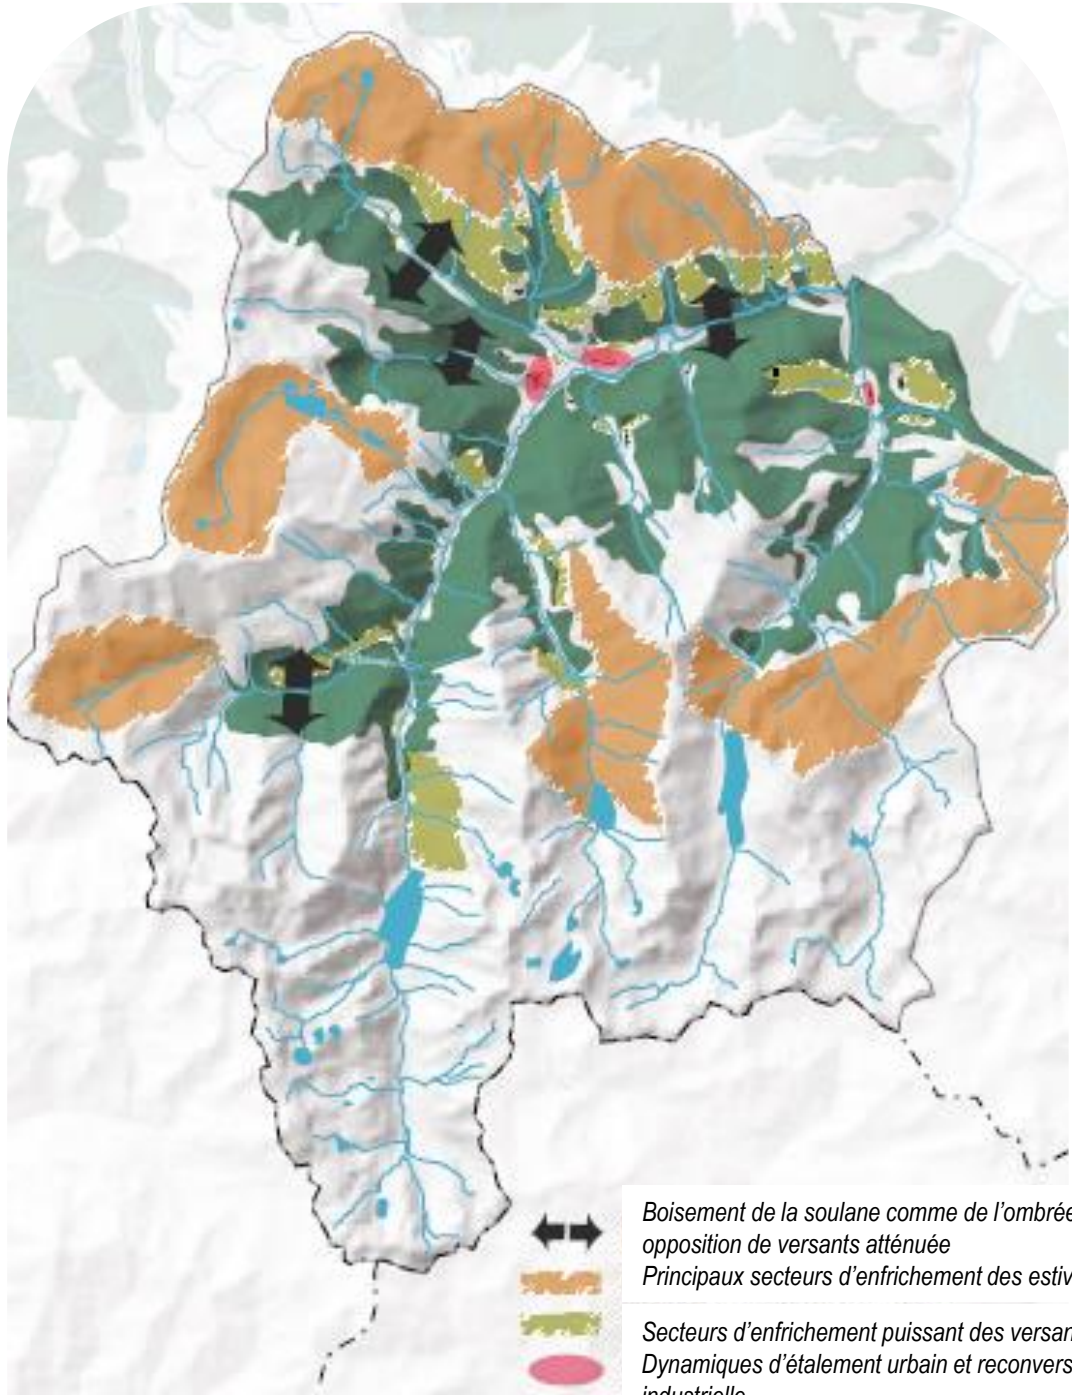 Boisement de la soulane comme de l’ombrée
opposition de versants atténuée
Principaux secteurs d’enfrichement des estiv
Secteurs d’enfrichement puissant des versan
Dynamiques d’étalement urbain et reconvers
industrielle